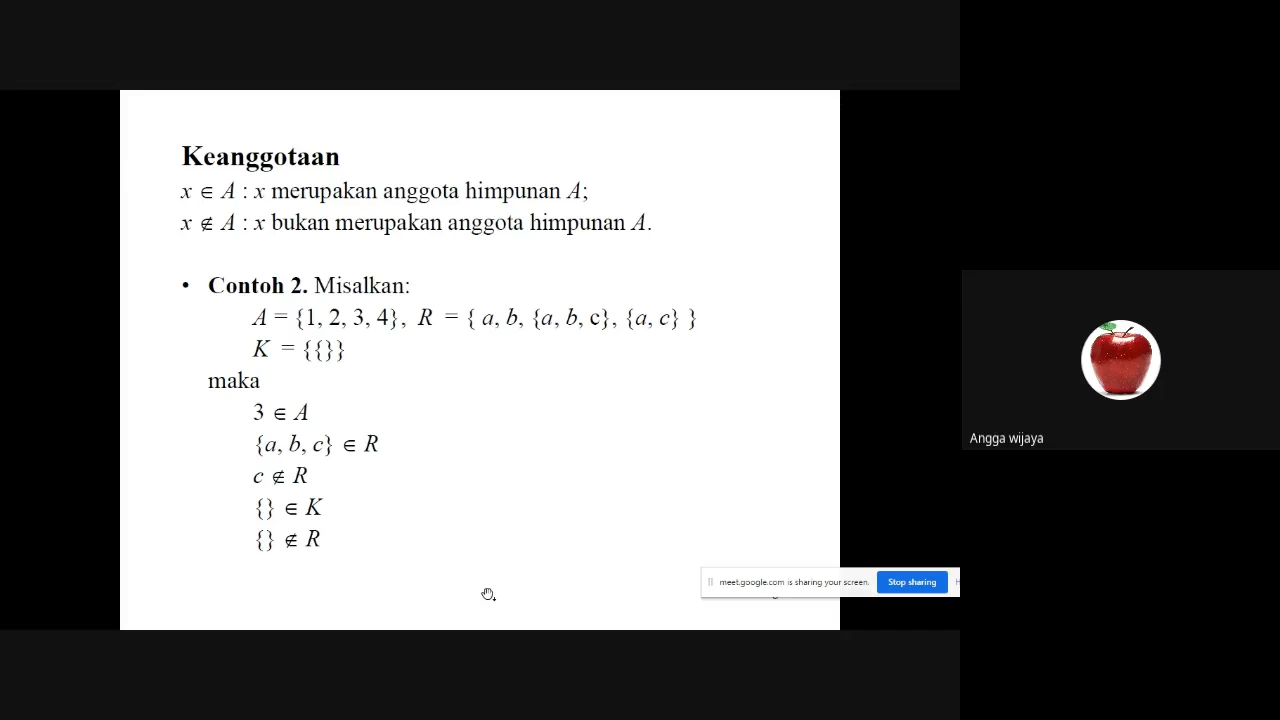 Keanggotaan
x ∈ A : x merupakan anggota himpunan A;
x ∉ A : x bukan merupakan anggota himpunan A.
• Contoh 2. Misalkan:
A = {1, 2, 3, 4}, R = { a, b, {a, b, c}, {a, c} }
K = {{}}
maka
3 ∈ A
{a, b, c} ∈ R
c ∉ R
{} ∈ K
{} ∉ R
Angga wijaya
meet.google.com is sharing your screen. Stop sharing